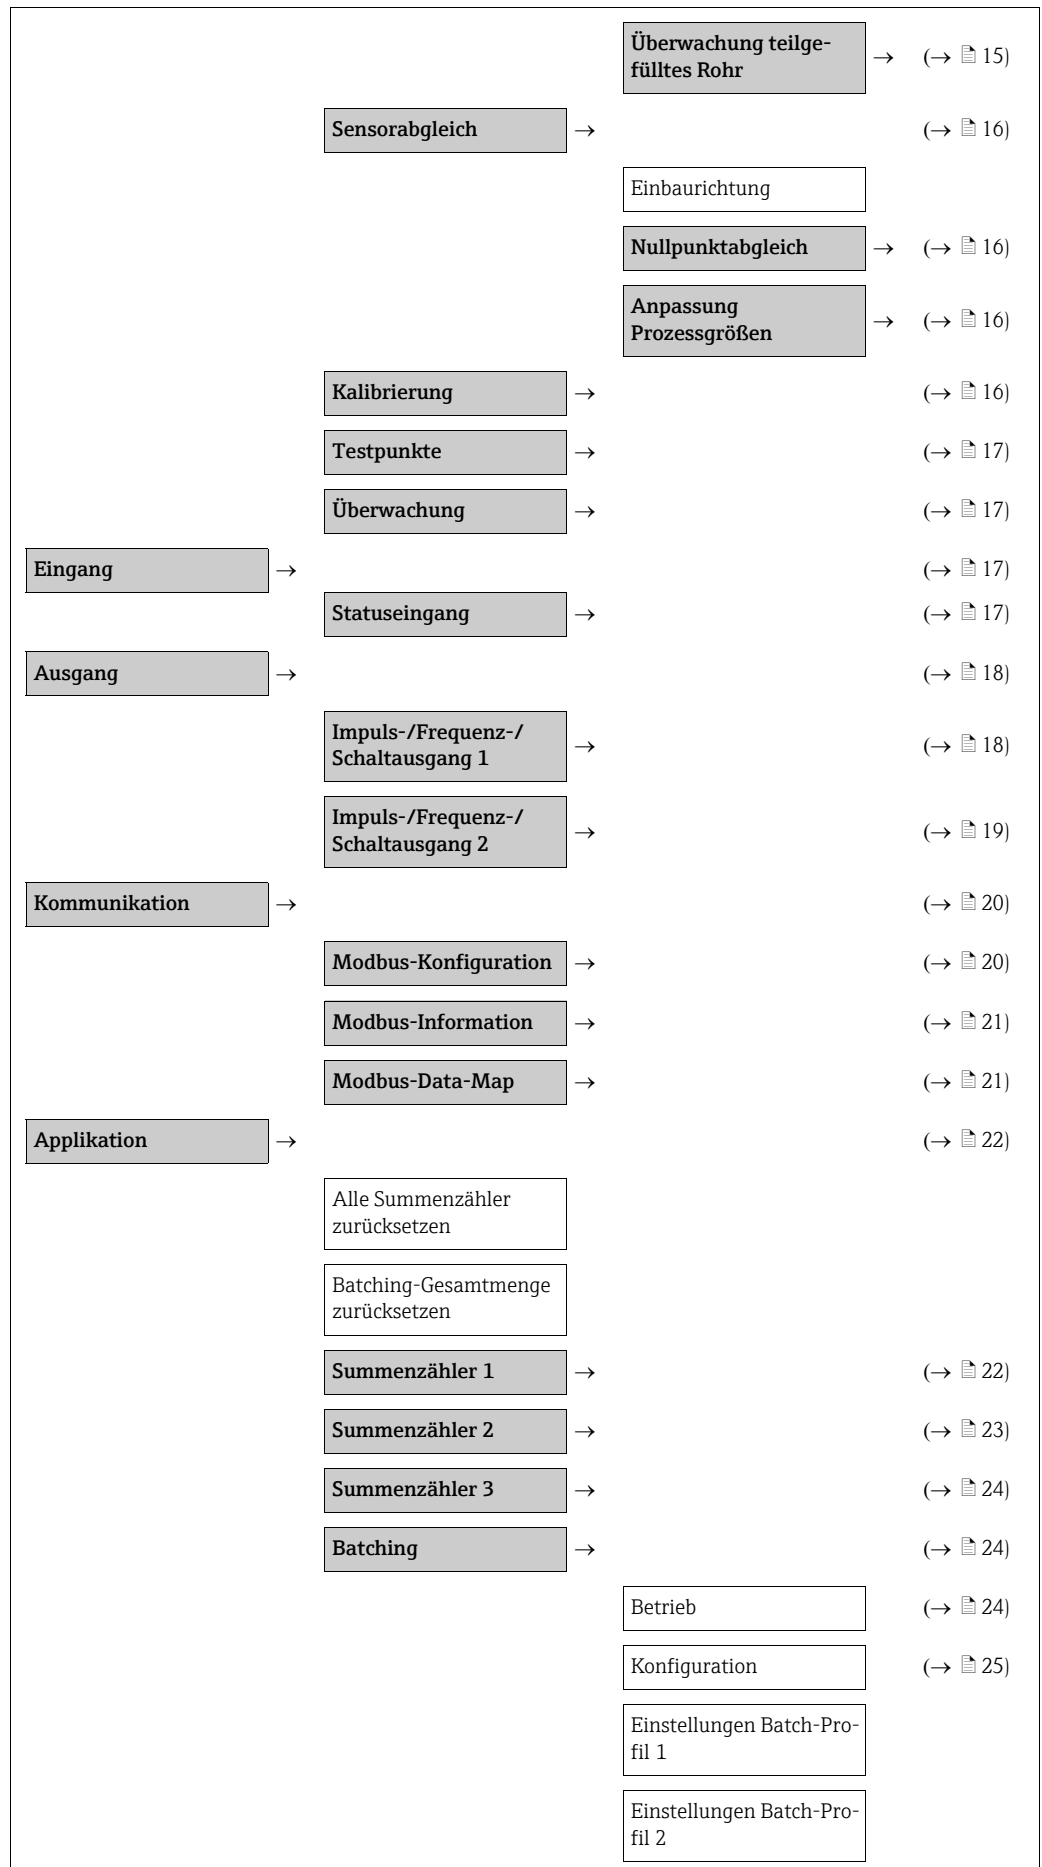 Überwachung teilge-
fülltes Rohr → (→ 15)
Sensorabgleich → (→ 16)
Einbaurichtung
Nullpunktabgleich → (→ 16)
Anpassung
Prozessgrößen → (→ 16)
Kalibrierung → (→ 16)
Testpunkte → (→ 17)
Überwachung → (→ 17)
Eingang → (→ 17)
Statuseingang → (→ 17)
Ausgang → (→ 18)
Impuls-/Frequenz-/
Schaltausgang 1 → (→ 18)
Impuls-/Frequenz-/
Schaltausgang 2 → (→ 19)
Kommunikation → (→ 20)
Modbus-Konfiguration → (→ 20)
Modbus-Information → (→ 21)
Modbus-Data-Map → (→ 21)
Applikation → (→ 22)
Alle Summenzähler
zurücksetzen
Batching-Gesamtmenge
zurücksetzen
Summenzähler 1 → (→ 22)
Summenzähler 2 → (→ 23)
Summenzähler 3 → (→ 24)
Batching → (→ 24)
Betrieb (→ 24)
Konfiguration (→ 25)
Einstellungen Batch-Pro-
fil 1
Einstellungen Batch-Pro-
fil 2